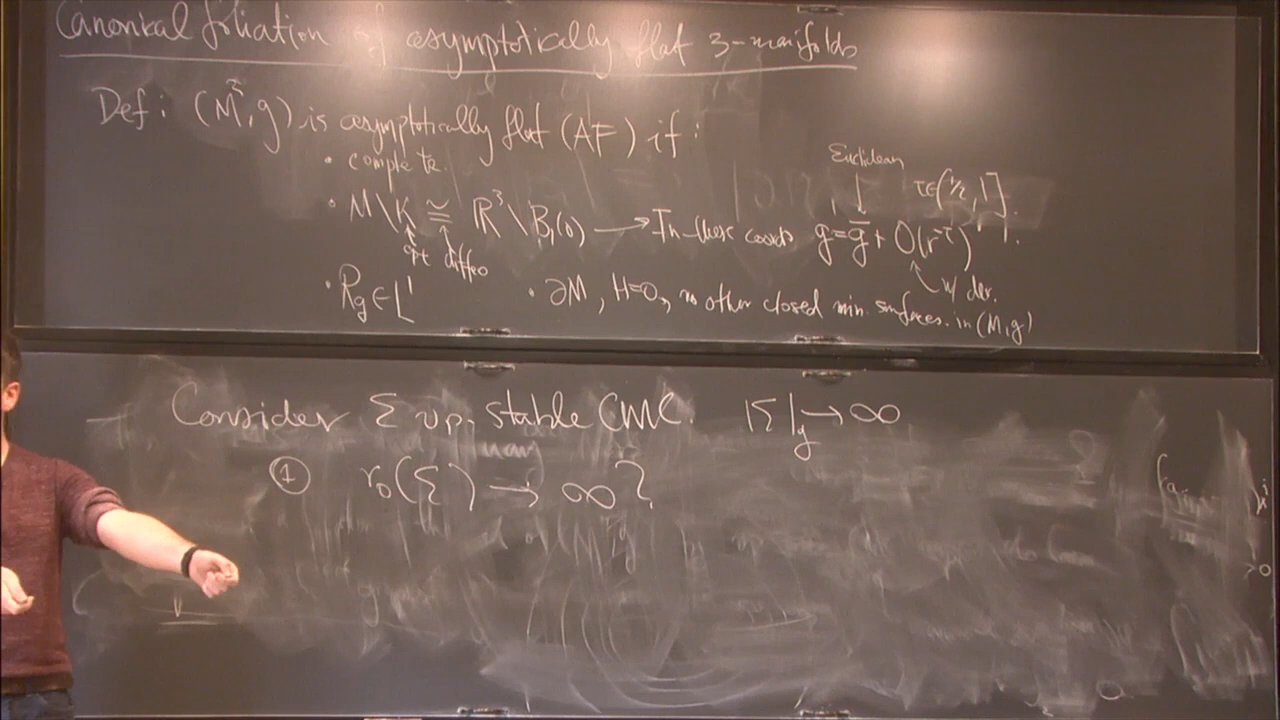 Canonical foliation of asymptotically flat 3-manifolds
Def: (M³, g) is asymptotically flat (AF) if:
• complete.
Euclidean
τ∈(1/2, 1].
• M\K ≅ ℝ³\B₁(0) → In these coords g = ḡ + O(r^{-τ}).
cpt diffeo
w/ der.
• R_g ∈ L¹ • ∂M, H=0, no other closed min. surfaces in (M,g)
Consider Σ v.p. stable CMC. |Σ|_g → ∞
① r₀(Σ) → ∞?